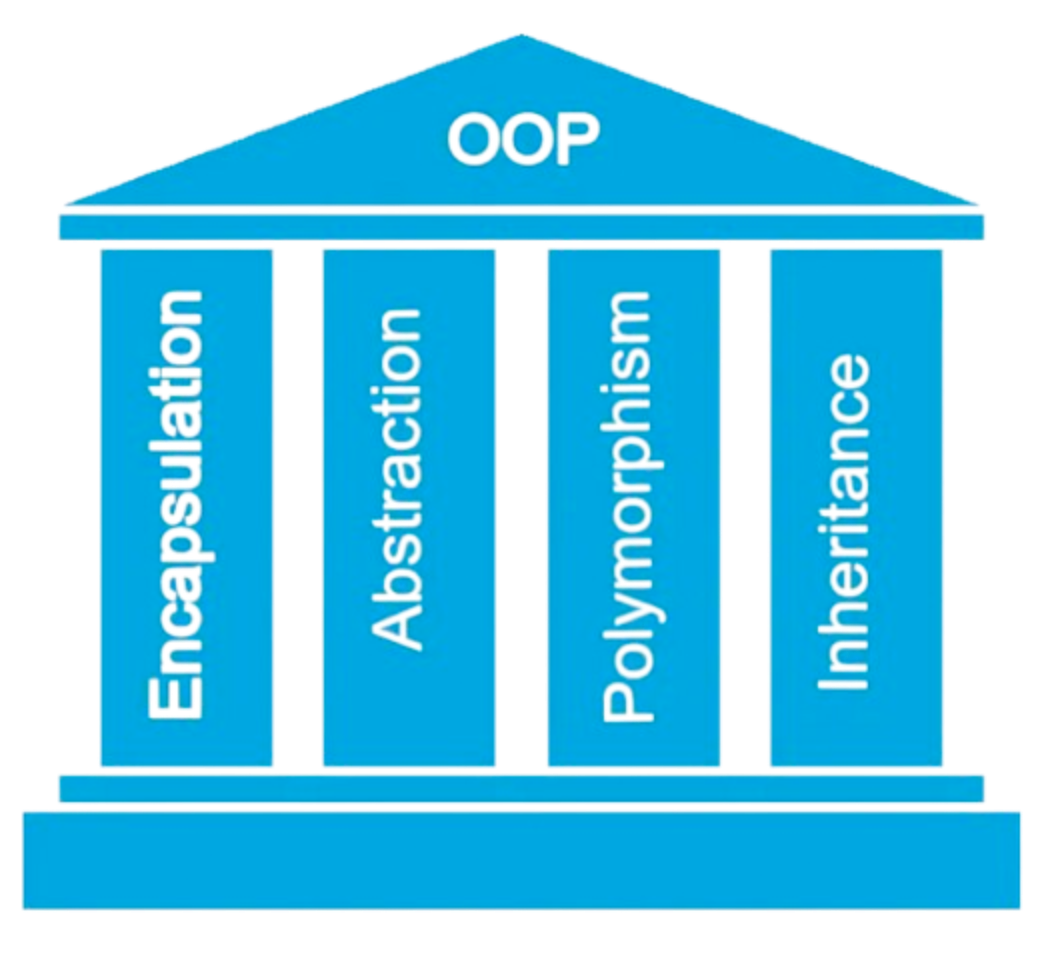 OOP
Encapsulation
Abstraction
Polymorphism
Inheritance